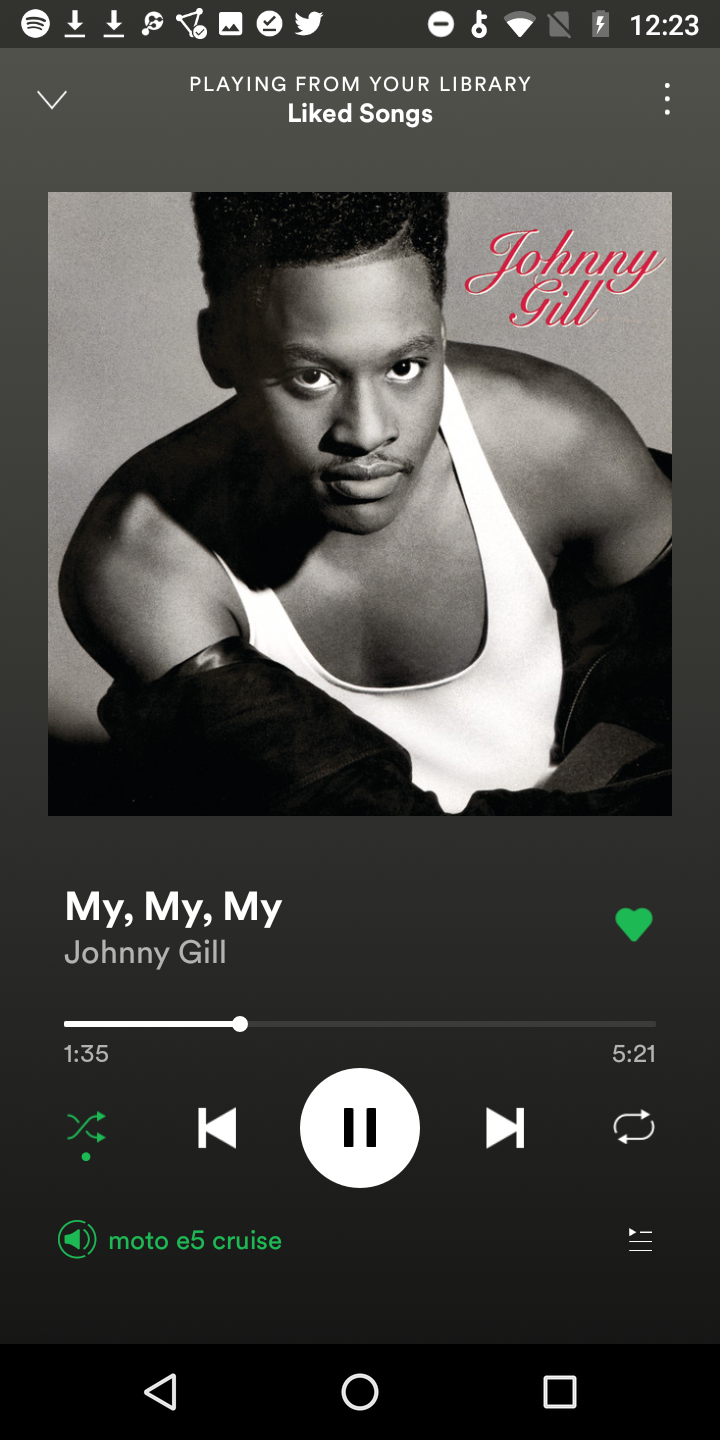 12:23
PLAYING FROM YOUR LIBRARY
Liked Songs
Johnny
Gill
My, My, My
Johnny Gill
1:35
5:21
moto e5 cruise